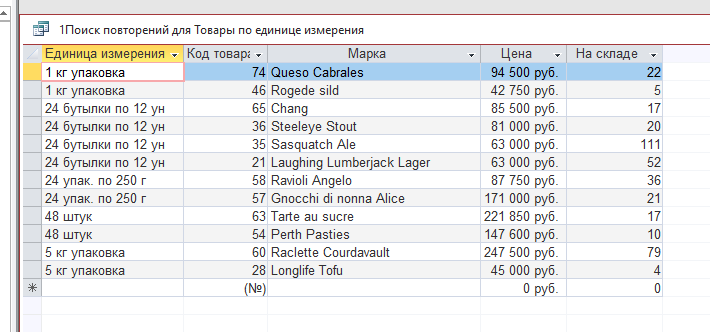 1Поиск повторений для Товары по единице измерения
Единица измерения Код товара Марка Цена На складе
1 кг упаковка 74 Queso Cabrales 94 500 руб. 22
1 кг упаковка 46 Rogede sild 42 750 руб. 5
24 бутылки по 12 ун 65 Chang 85 500 руб. 17
24 бутылки по 12 ун 36 Steeleye Stout 81 000 руб. 20
24 бутылки по 12 ун 35 Sasquatch Ale 63 000 руб. 111
24 бутылки по 12 ун 21 Laughing Lumberjack Lager 63 000 руб. 52
24 упак. по 250 г 58 Ravioli Angelo 87 750 руб. 36
24 упак. по 250 г 57 Gnocchi di nonna Alice 171 000 руб. 21
48 штук 63 Tarte au sucre 221 850 руб. 17
48 штук 54 Perth Pasties 147 600 руб. 10
5 кг упаковка 60 Raclette Courdavault 247 500 руб. 79
5 кг упаковка 28 Longlife Tofu 45 000 руб. 4
(№) 0 руб. 0